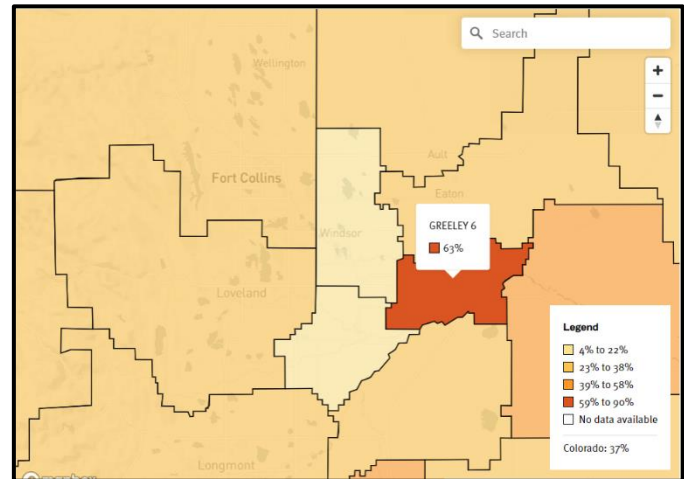 Search
+
−
Wellington
Ault
Fort Collins
Eaton
GREELEY 6
63%
Windsor
Loveland
Legend
4% to 22%
23% to 38%
39% to 58%
59% to 90%
No data available
Colorado: 37%
Longmont
mapbox